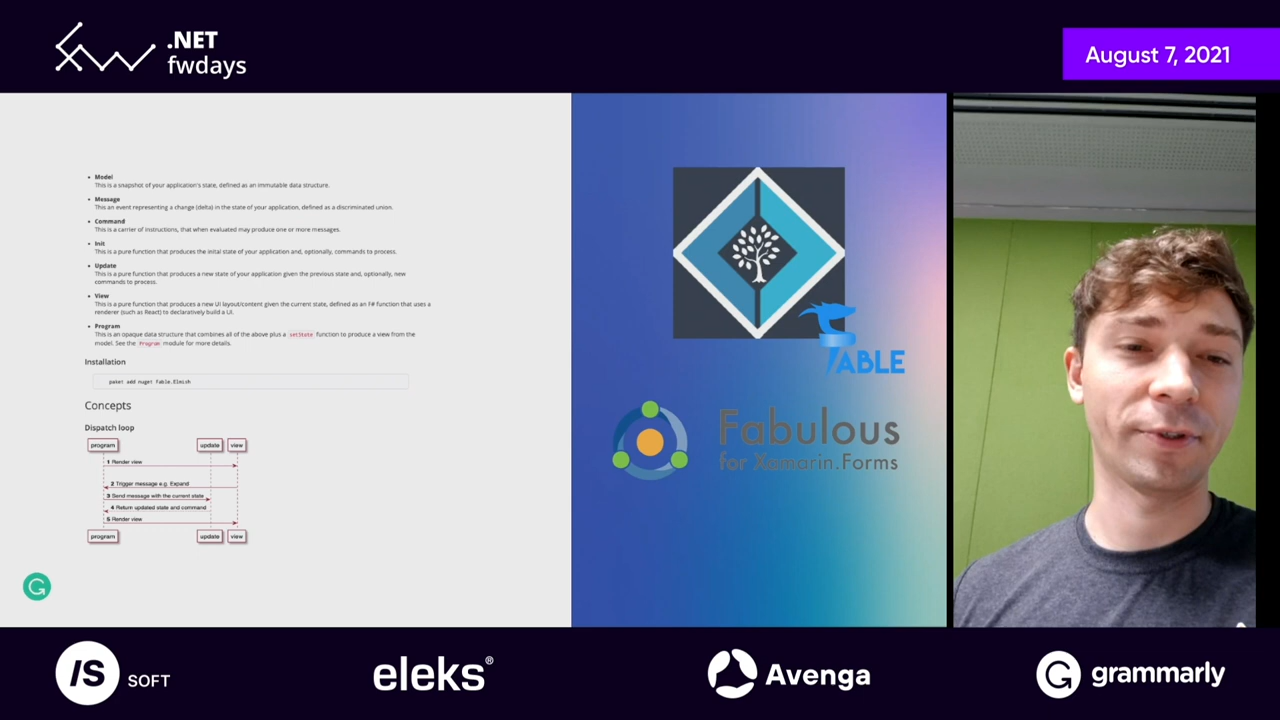 .NET
fwdays
August 7, 2021
• Model
This is a snapshot of your application's state, defined as an immutable data structure.
• Message
This an event representing a change (delta) in the state of your application, defined as a discriminated union.
• Command
This is a carrier of instructions, that when evaluated may produce one or more messages.
• Init
This is a pure function that produces the inital state of your application and, optionally, commands to process.
• Update
This is a pure function that produces a new state of your application given the previous state and, optionally, new
commands to process.
• View
This is a pure function that produces a new UI layout/content given the current state, defined as an F# function that uses a
renderer (such as React) to declaratively build a UI.
• Program
This is an opaque data structure that combines all of the above plus a setState function to produce a view from the
model. See the Program module for more details.
Installation
paket add nuget Fable.Elmish
Concepts
Dispatch loop
program update view
1 Render view
2 Trigger message e.g. Expand
3 Send message with the current state
4 Return updated state and command
5 Render view
program update view
FABLE
Fabulous
for Xamarin.Forms
IS SOFT
eleks®
Avenga
grammarly